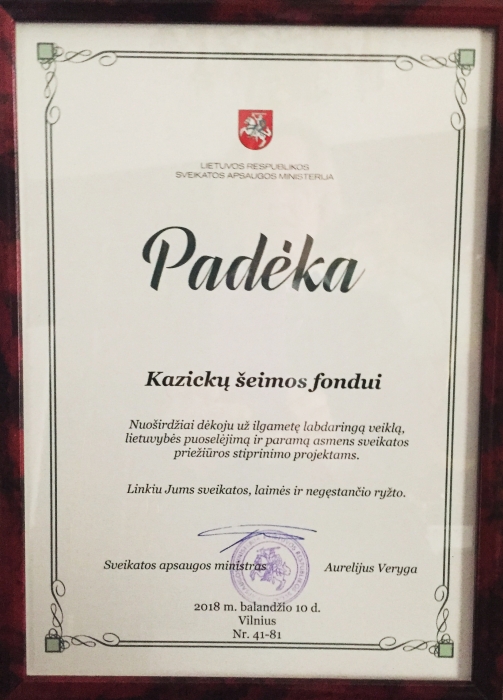 LIETUVOS RESPUBLIKOS
SVEIKATOS APSAUGOS MINISTERIJA
Padėka
Kazickų šeimos fondui
Nuoširdžiai dėkoju už ilgametę labdaringą veiklą,
lietuvybės puoselėjimą ir paramą asmens sveikatos
priežiūros stiprinimo projektams.
Linkiu Jums sveikatos, laimės ir negęstančio ryžto.
Sveikatos apsaugos ministras Aurelijus Veryga
2018 m. balandžio 10 d.
Vilnius
Nr. 41-81